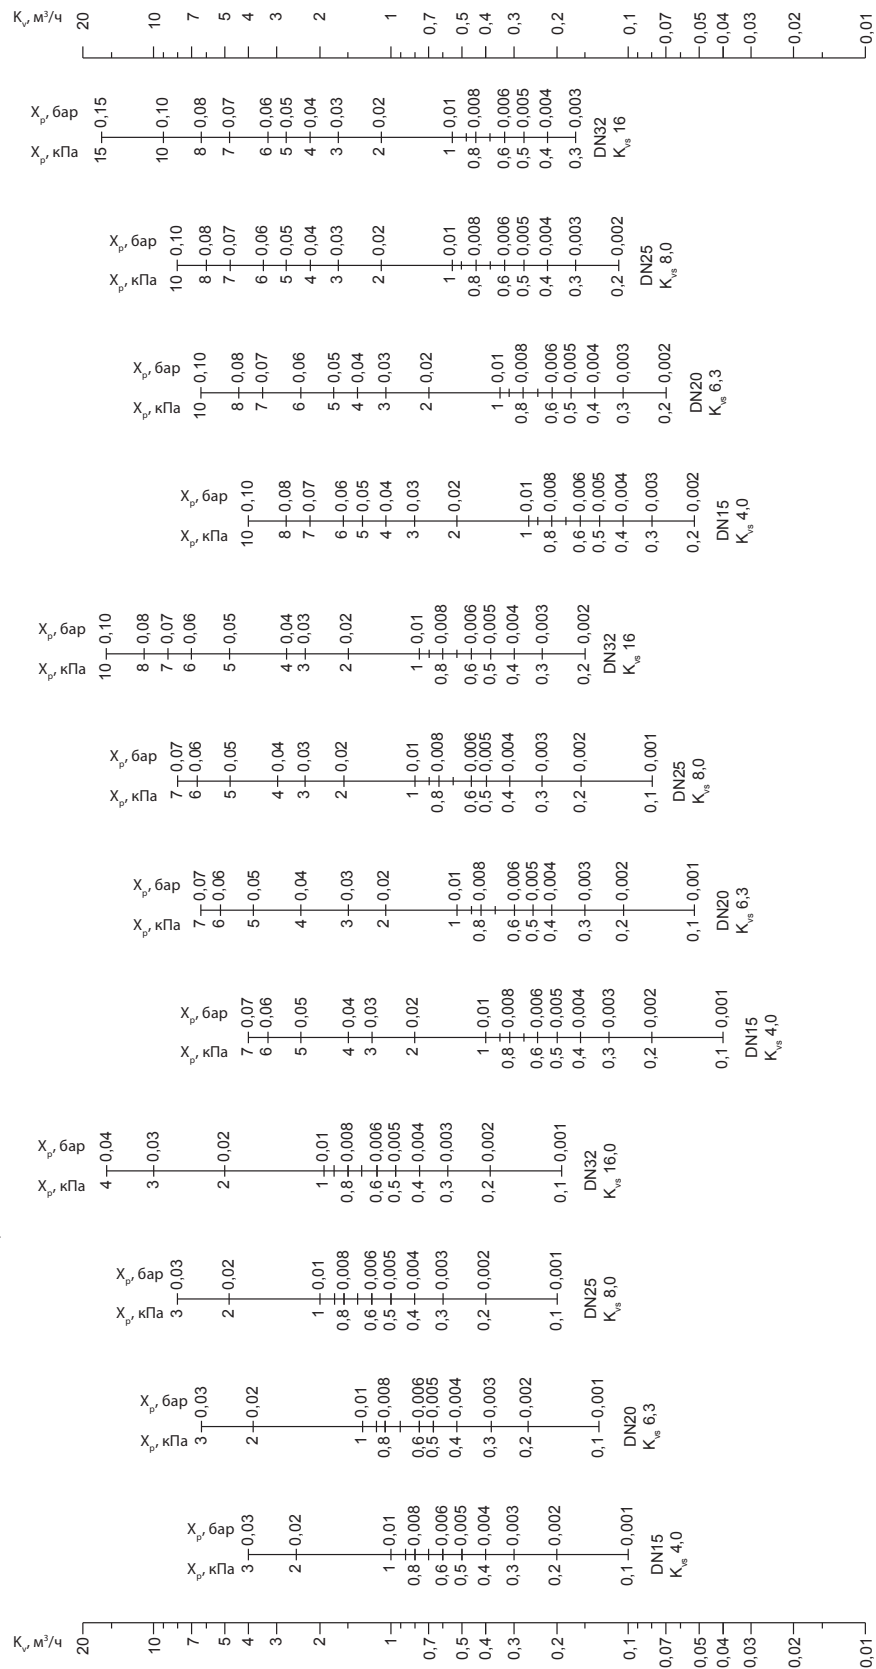 Kᵥ, м³/ч 20 10 7 5 4 3 2 1 0,7 0,5 0,4 0,3 0,2 0,1 0,07 0,05 0,04 0,03 0,02 0,01
Xₚ, бар 0,15 0,10 0,08 0,07 0,06 0,05 0,04 0,03 0,02 0,01 0,008 0,006 0,005 0,004 0,003
Xₚ, кПа 15 10 8 7 6 5 4 3 2 1 0,8 0,6 0,5 0,4 0,3
DN32
Kᵥₛ 16
Xₚ, бар 0,10 0,08 0,07 0,06 0,05 0,04 0,03 0,02 0,01 0,008 0,006 0,005 0,004 0,003 0,002
Xₚ, кПа 10 8 7 6 5 4 3 2 1 0,8 0,6 0,5 0,4 0,3 0,2
DN25
Kᵥₛ 8,0
Xₚ, бар 0,10 0,08 0,07 0,06 0,05 0,04 0,03 0,02 0,01 0,008 0,006 0,005 0,004 0,003 0,002
Xₚ, кПа 10 8 7 6 5 4 3 2 1 0,8 0,6 0,5 0,4 0,3 0,2
DN20
Kᵥₛ 6,3
Xₚ, бар 0,10 0,08 0,07 0,06 0,05 0,04 0,03 0,02 0,01 0,008 0,006 0,005 0,004 0,003 0,002
Xₚ, кПа 10 8 7 6 5 4 3 2 1 0,8 0,6 0,5 0,4 0,3 0,2
DN15
Kᵥₛ 4,0
Xₚ, бар 0,10 0,08 0,07 0,06 0,05 0,04 0,03 0,02 0,01 0,008 0,006 0,005 0,004 0,003 0,002
Xₚ, кПа 10 8 7 6 5 4 3 2 1 0,8 0,6 0,5 0,4 0,3 0,2
DN32
Kᵥₛ 16
Xₚ, бар 0,07 0,06 0,05 0,04 0,03 0,02 0,01 0,008 0,006 0,005 0,004 0,003 0,002 0,001
Xₚ, кПа 7 6 5 4 3 2 1 0,8 0,6 0,5 0,4 0,3 0,2 0,1
DN25
Kᵥₛ 8,0
Xₚ, бар 0,07 0,06 0,05 0,04 0,03 0,02 0,01 0,008 0,006 0,005 0,004 0,003 0,002 0,001
Xₚ, кПа 7 6 5 4 3 2 1 0,8 0,6 0,5 0,4 0,3 0,2 0,1
DN20
Kᵥₛ 6,3
Xₚ, бар 0,07 0,06 0,05 0,04 0,03 0,02 0,01 0,008 0,006 0,005 0,004 0,003 0,002 0,001
Xₚ, кПа 7 6 5 4 3 2 1 0,8 0,6 0,5 0,4 0,3 0,2 0,1
DN15
Kᵥₛ 4,0
Xₚ, бар 0,04 0,03 0,02 0,01 0,008 0,006 0,005 0,004 0,003 0,002 0,001
Xₚ, кПа 4 3 2 1 0,8 0,6 0,5 0,4 0,3 0,2 0,1
DN32
Kᵥₛ 16,0
Xₚ, бар 0,03 0,02 0,01 0,008 0,006 0,005 0,004 0,003 0,002 0,001
Xₚ, кПа 3 2 1 0,8 0,6 0,5 0,4 0,3 0,2 0,1
DN25
Kᵥₛ 8,0
Xₚ, бар 0,03 0,02 0,01 0,008 0,006 0,005 0,004 0,003 0,002 0,001
Xₚ, кПа 3 2 1 0,8 0,6 0,5 0,4 0,3 0,2 0,1
DN20
Kᵥₛ 6,3
Xₚ, бар 0,03 0,02 0,01 0,008 0,006 0,005 0,004 0,003 0,002 0,001
Xₚ, кПа 3 2 1 0,8 0,6 0,5 0,4 0,3 0,2 0,1
DN15
Kᵥₛ 4,0
Kᵥ, м³/ч 20 10 7 5 4 3 2 1 0,7 0,5 0,4 0,3 0,2 0,1 0,07 0,05 0,04 0,03 0,02 0,01